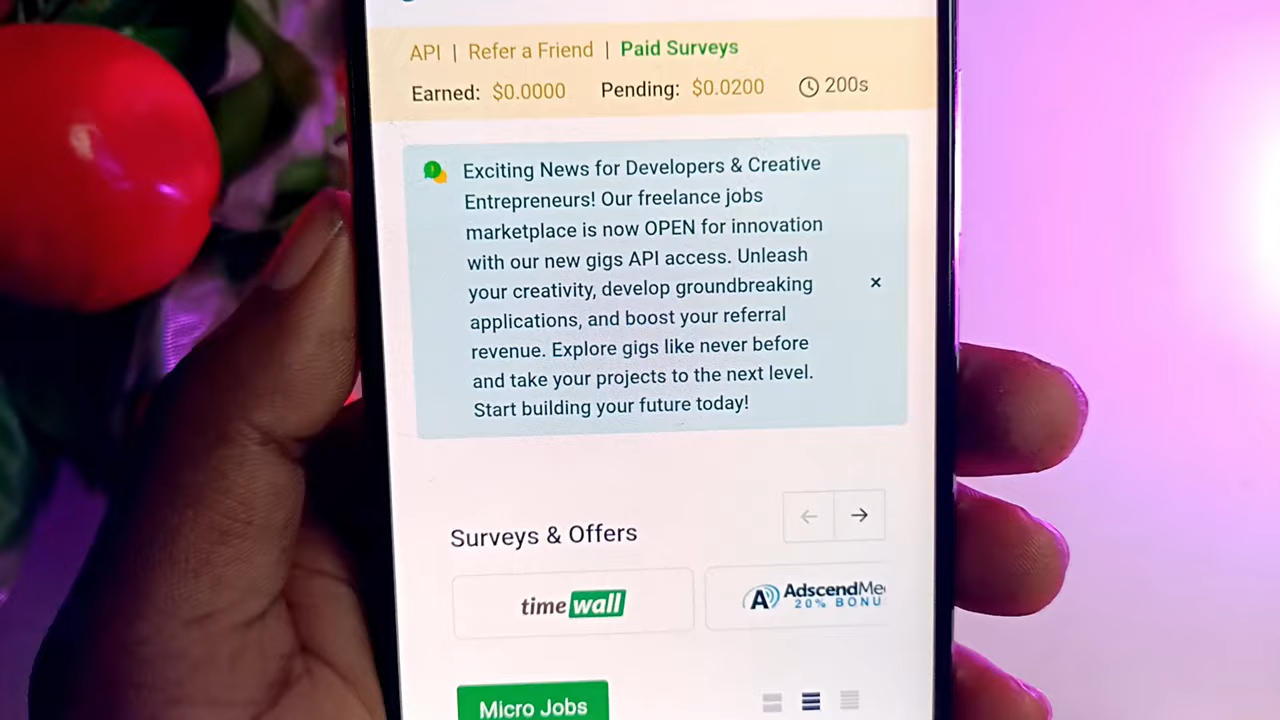 API | Refer a Friend | Paid Surveys
Earned: $0.0000 Pending: $0.0200 200s
Exciting News for Developers & Creative
Entrepreneurs! Our freelance jobs
marketplace is now OPEN for innovation
with our new gigs API access. Unleash
your creativity, develop groundbreaking
applications, and boost your referral
revenue. Explore gigs like never before
and take your projects to the next level.
Start building your future today!
Surveys & Offers
timewall
AdscendMe
20% BONU
Micro Jobs